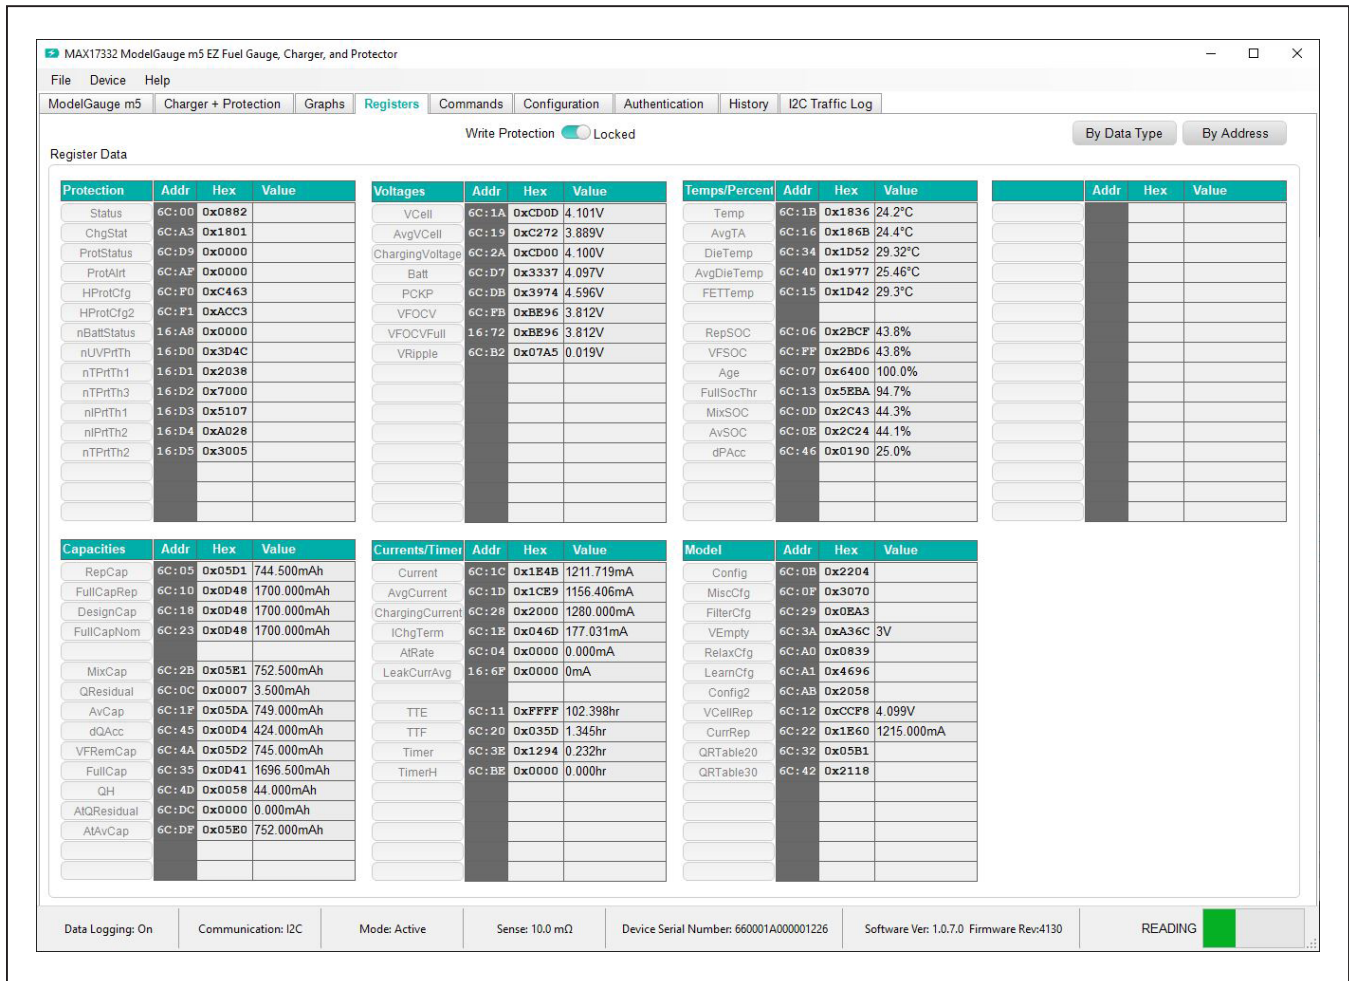 MAX17332 ModelGauge m5 EZ Fuel Gauge, Charger, and Protector
File Device Help
ModelGauge m5 Charger + Protection Graphs Registers Commands Configuration Authentication History I2C Traffic Log
Write Protection Locked By Data Type By Address
Register Data
Protection Addr Hex Value
Status 6C:00 0x0882
ChgStat 6C:A3 0x1801
ProtStatus 6C:D9 0x0000
ProtAlrt 6C:AF 0x0000
HProtCfg 6C:F0 0xC463
HProtCfg2 6C:F1 0xACC3
nBattStatus 16:A8 0x0000
nUVPrtTh 16:D0 0x3D4C
nTPrtTh1 16:D1 0x2038
nTPrtTh3 16:D2 0x7000
nIPrtTh1 16:D3 0x5107
nIPrtTh2 16:D4 0xA028
nTPrtTh2 16:D5 0x3005
Voltages Addr Hex Value
VCell 6C:1A 0xCD0D 4.101V
AvgVCell 6C:19 0xC272 3.889V
ChargingVoltage 6C:2A 0xCD00 4.100V
Batt 6C:D7 0x3337 4.097V
PCKP 6C:DB 0x3974 4.596V
VFOCV 6C:FB 0xBE96 3.812V
VFOCVFull 16:72 0xBE96 3.812V
VRipple 6C:B2 0x07A5 0.019V
Temps/Percent Addr Hex Value
Temp 6C:1B 0x1836 24.2°C
AvgTA 6C:16 0x186B 24.4°C
DieTemp 6C:34 0x1D52 29.32°C
AvgDieTemp 6C:40 0x1977 25.46°C
FETTemp 6C:15 0x1D42 29.3°C
RepSOC 6C:06 0x2BCF 43.8%
VFSOC 6C:FF 0x2BD6 43.8%
Age 6C:07 0x6400 100.0%
FullSocThr 6C:13 0x5EBA 94.7%
MixSOC 6C:0D 0x2C43 44.3%
AvSOC 6C:0E 0x2C24 44.1%
dPAcc 6C:46 0x0190 25.0%
Addr Hex Value
Capacities Addr Hex Value
RepCap 6C:05 0x05D1 744.500mAh
FullCapRep 6C:10 0x0D48 1700.000mAh
DesignCap 6C:18 0x0D48 1700.000mAh
FullCapNom 6C:23 0x0D48 1700.000mAh
MixCap 6C:2B 0x05E1 752.500mAh
QResidual 6C:0C 0x0007 3.500mAh
AvCap 6C:1F 0x05DA 749.000mAh
dQAcc 6C:45 0x00D4 424.000mAh
VFRemCap 6C:4A 0x05D2 745.000mAh
FullCap 6C:35 0x0D41 1696.500mAh
QH 6C:4D 0x0058 44.000mAh
AtQResidual 6C:DC 0x0000 0.000mAh
AtAvCap 6C:DF 0x05E0 752.000mAh
Currents/Timer Addr Hex Value
Current 6C:1C 0x1E4B 1211.719mA
AvgCurrent 6C:1D 0x1CE9 1156.406mA
ChargingCurrent 6C:28 0x2000 1280.000mA
IChgTerm 6C:1E 0x046D 177.031mA
AtRate 6C:04 0x0000 0.000mA
LeakCurrAvg 16:6F 0x0000 0mA
TTE 6C:11 0xFFFF 102.398hr
TTF 6C:20 0x035D 1.345hr
Timer 6C:3E 0x1294 0.232hr
TimerH 6C:BE 0x0000 0.000hr
Model Addr Hex Value
Config 6C:0B 0x2204
MiscCfg 6C:0F 0x3070
FilterCfg 6C:29 0x0EA3
VEmpty 6C:3A 0xA36C 3V
RelaxCfg 6C:A0 0x0839
LearnCfg 6C:A1 0x4696
Config2 6C:AB 0x2058
VCellRep 6C:12 0xCCF8 4.099V
CurrRep 6C:22 0x1E60 1215.000mA
QRTable20 6C:32 0x05B1
QRTable30 6C:42 0x2118
Data Logging: On Communication: I2C Mode: Active Sense: 10.0 mΩ Device Serial Number: 660001A000001226 Software Ver: 1.0.7.0 Firmware Rev:4130 READING